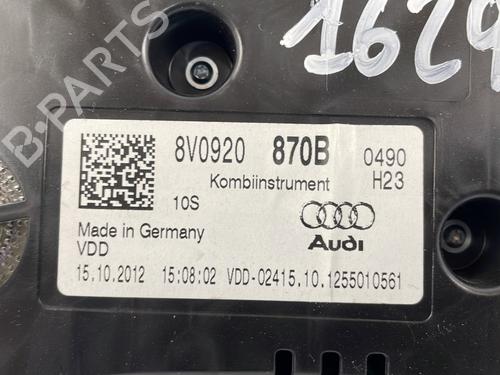 1629
B-PARTS
8V0920 870B 0490
Kombiinstrument H23
10S
Made in Germany
VDD
Audi
15.10.2012 15:08:02 VDD-02415.10.1255010561